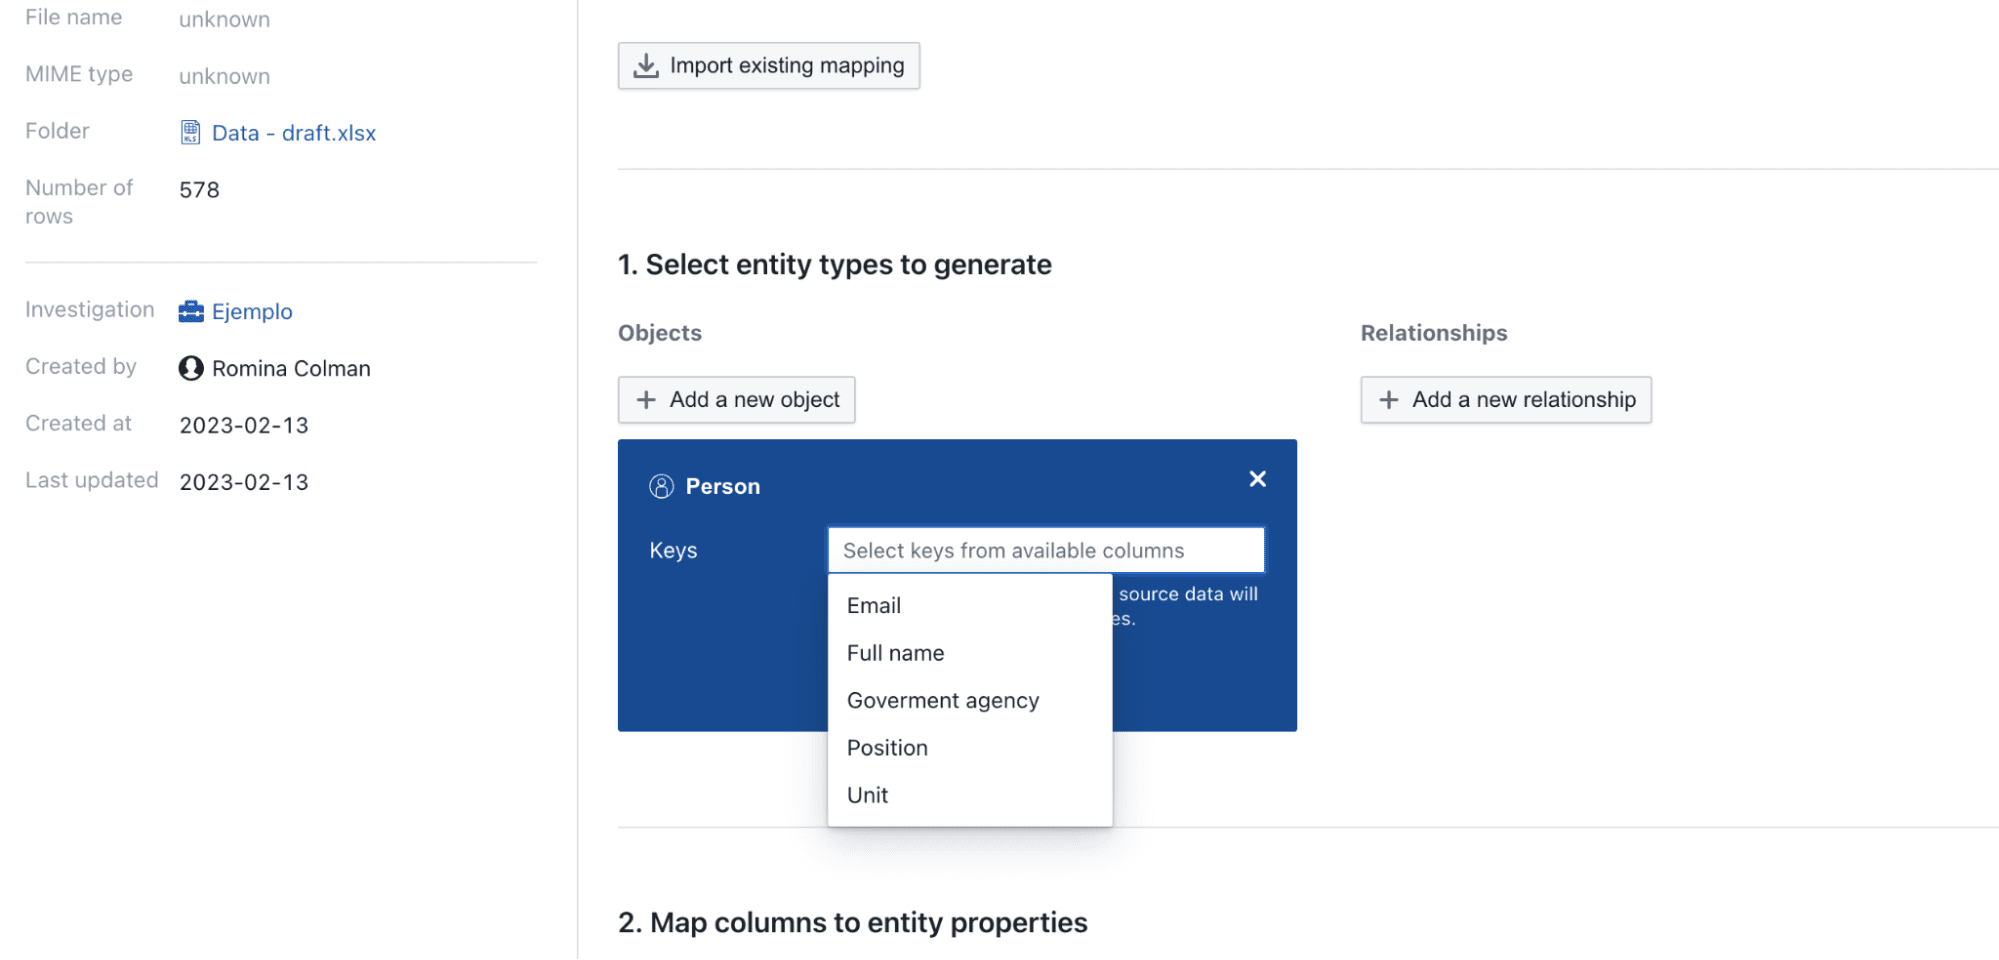 File name unknown
MIME type unknown
Folder Data - draft.xlsx
Number of rows 578
Investigation Ejemplo
Created by Romina Colman
Created at 2023-02-13
Last updated 2023-02-13
Import existing mapping
1. Select entity types to generate
Objects
Relationships
Add a new object
Add a new relationship
Person
Keys
Select keys from available columns
source data will
es.
Email
Full name
Goverment agency
Position
Unit
2. Map columns to entity properties